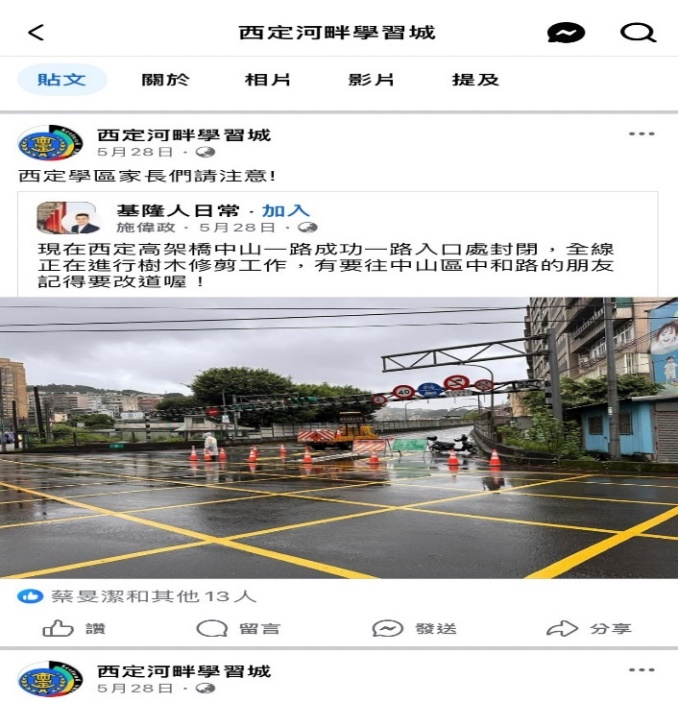 西定河畔學習城
貼文 關於 相片 影片 提及
西定河畔學習城
5月28日
西定學區家長們請注意!
基隆人日常 · 加入
施偉政 · 5月28日 ·
現在西定高架橋中山一路成功一路入口處封閉，全線
正在進行樹木修剪工作，有要往中山區中和路的朋友
記得要改道喔！
40
蔡旻潔和其他13人
讚 留言 發送 分享
西定河畔學習城
5月28日 ·